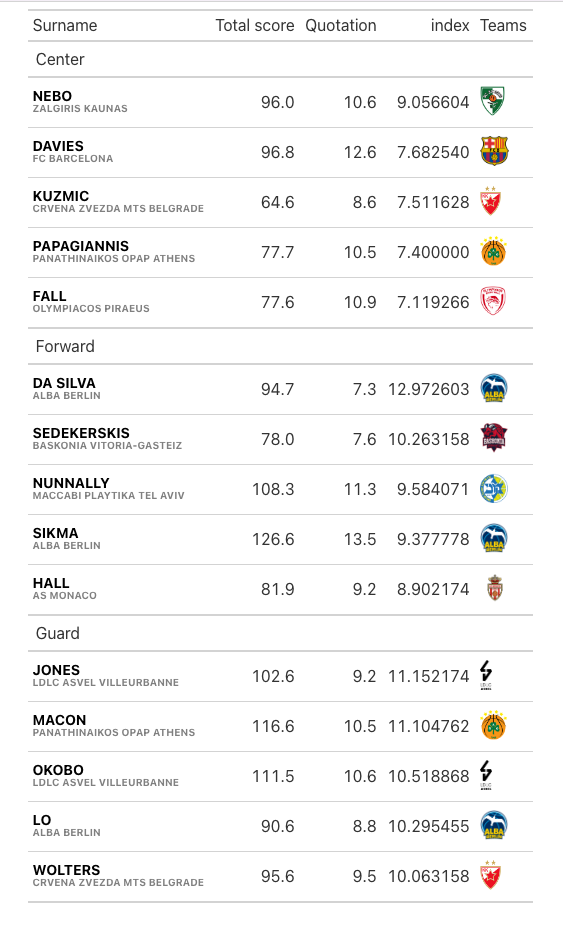 Surname Total score Quotation index Teams
Center
NEBO 96.0 10.6 9.056604
ZALGIRIS KAUNAS
DAVIES 96.8 12.6 7.682540
FC BARCELONA
KUZMIC 64.6 8.6 7.511628
CRVENA ZVEZDA MTS BELGRADE
PAPAGIANNIS 77.7 10.5 7.400000
PANATHINAIKOS OPAP ATHENS
FALL 77.6 10.9 7.119266
OLYMPIACOS PIRAEUS
Forward
DA SILVA 94.7 7.3 12.972603
ALBA BERLIN
SEDEKERSKIS 78.0 7.6 10.263158
BASKONIA VITORIA-GASTEIZ
NUNNALLY 108.3 11.3 9.584071
MACCABI PLAYTIKA TEL AVIV
SIKMA 126.6 13.5 9.377778
ALBA BERLIN
HALL 81.9 9.2 8.902174
AS MONACO
Guard
JONES 102.6 9.2 11.152174
LDLC ASVEL VILLEURBANNE
MACON 116.6 10.5 11.104762
PANATHINAIKOS OPAP ATHENS
OKOBO 111.5 10.6 10.518868
LDLC ASVEL VILLEURBANNE
LO 90.6 8.8 10.295455
ALBA BERLIN
WOLTERS 95.6 9.5 10.063158
CRVENA ZVEZDA MTS BELGRADE